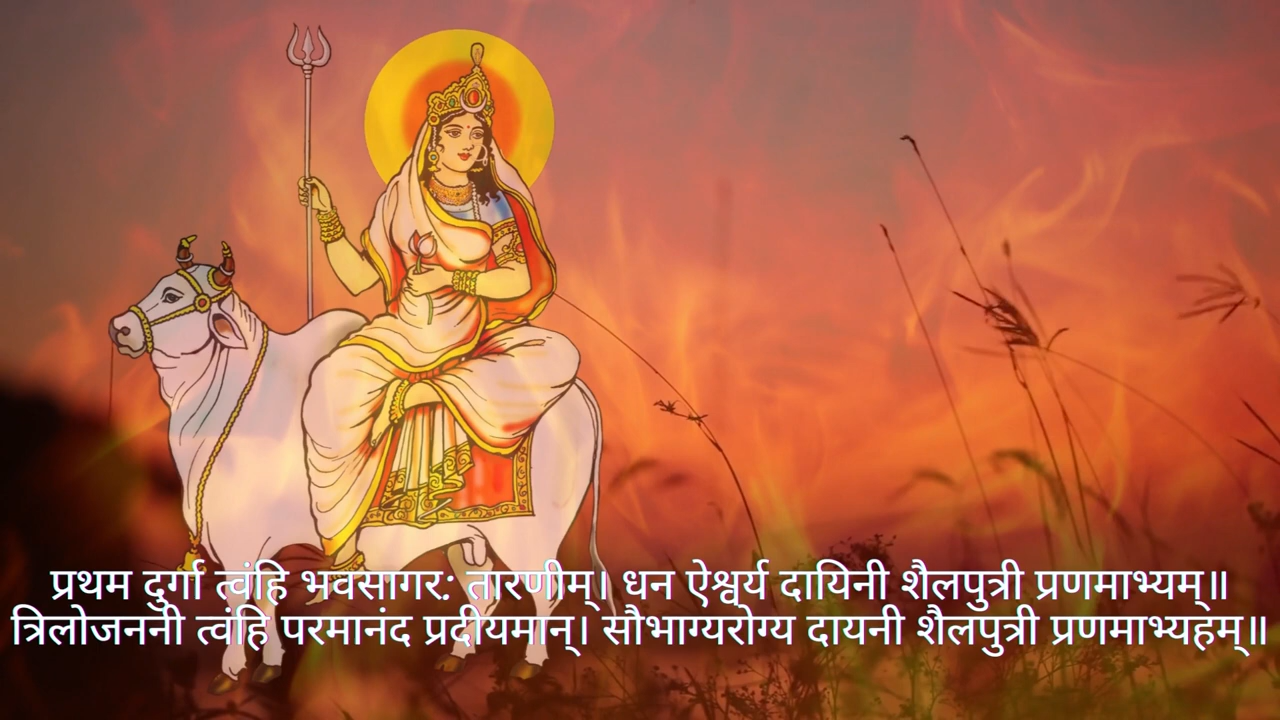 प्रथम दुर्गा त्वंहि भवसागर: तारणीम्। धन ऐश्वर्य दायिनी शैलपुत्री प्रणमाभ्यम्॥
त्रिलोजननी त्वंहि परमानंद प्रदीयमान्। सौभाग्यरोग्य दायनी शैलपुत्री प्रणमाभ्यहम्॥